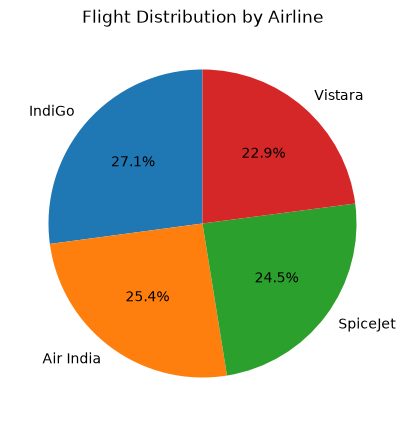 Flight Distribution by Airline
Vistara
IndiGo
22.9%
27.1%
24.5%
25.4%
SpiceJet
Air India